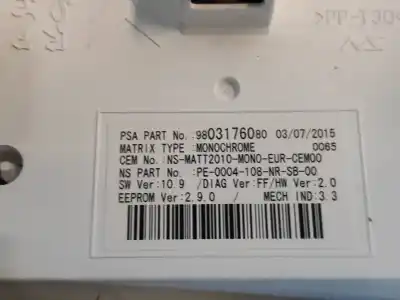 PSA PART No.:9803176080 03/07/2015
MATRIX TYPE :MONOCHROME 0065
CEM No. :NS-MATT2010-MONO-EUR-CEM00
NS PART No. :PE-0004-108-NR-SB-00
SW Ver: 10.9 /DIAG Ver:FF/HW Ver: 2.0
EEPROM Ver:2.9.0 / MECH IND:3.3